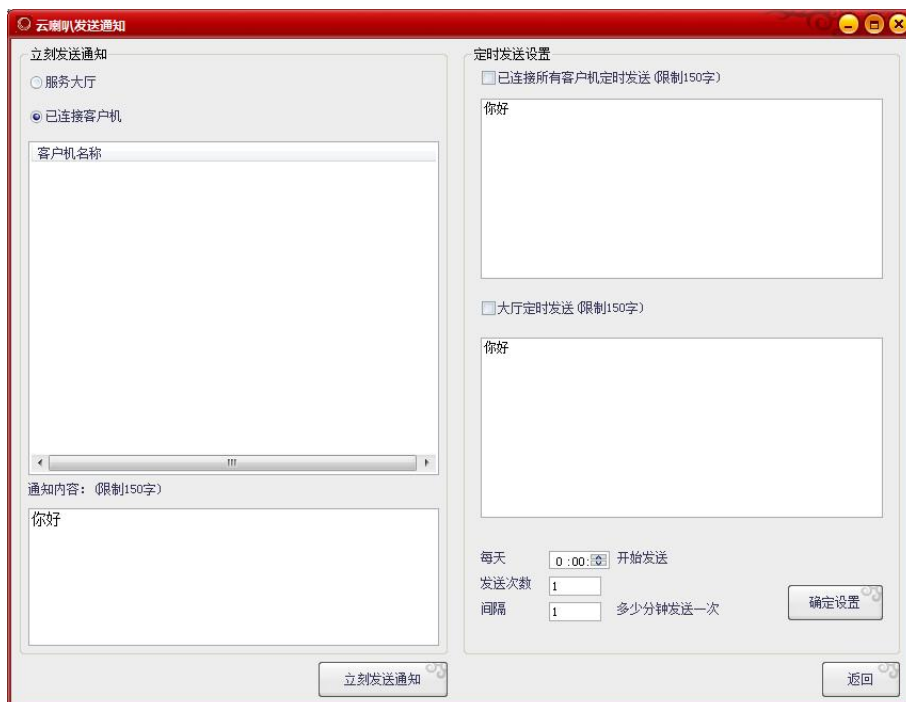 云喇叭发送通知
立刻发送通知
服务大厅
已连接客户机
客户机名称
通知内容：(限制150字)
你好
立刻发送通知
定时发送设置
已连接所有客户机定时发送(限制150字)
你好
大厅定时发送(限制150字)
你好
每天 0:00: 开始发送
发送次数 1
间隔 1 多少分钟发送一次
确定设置
返回